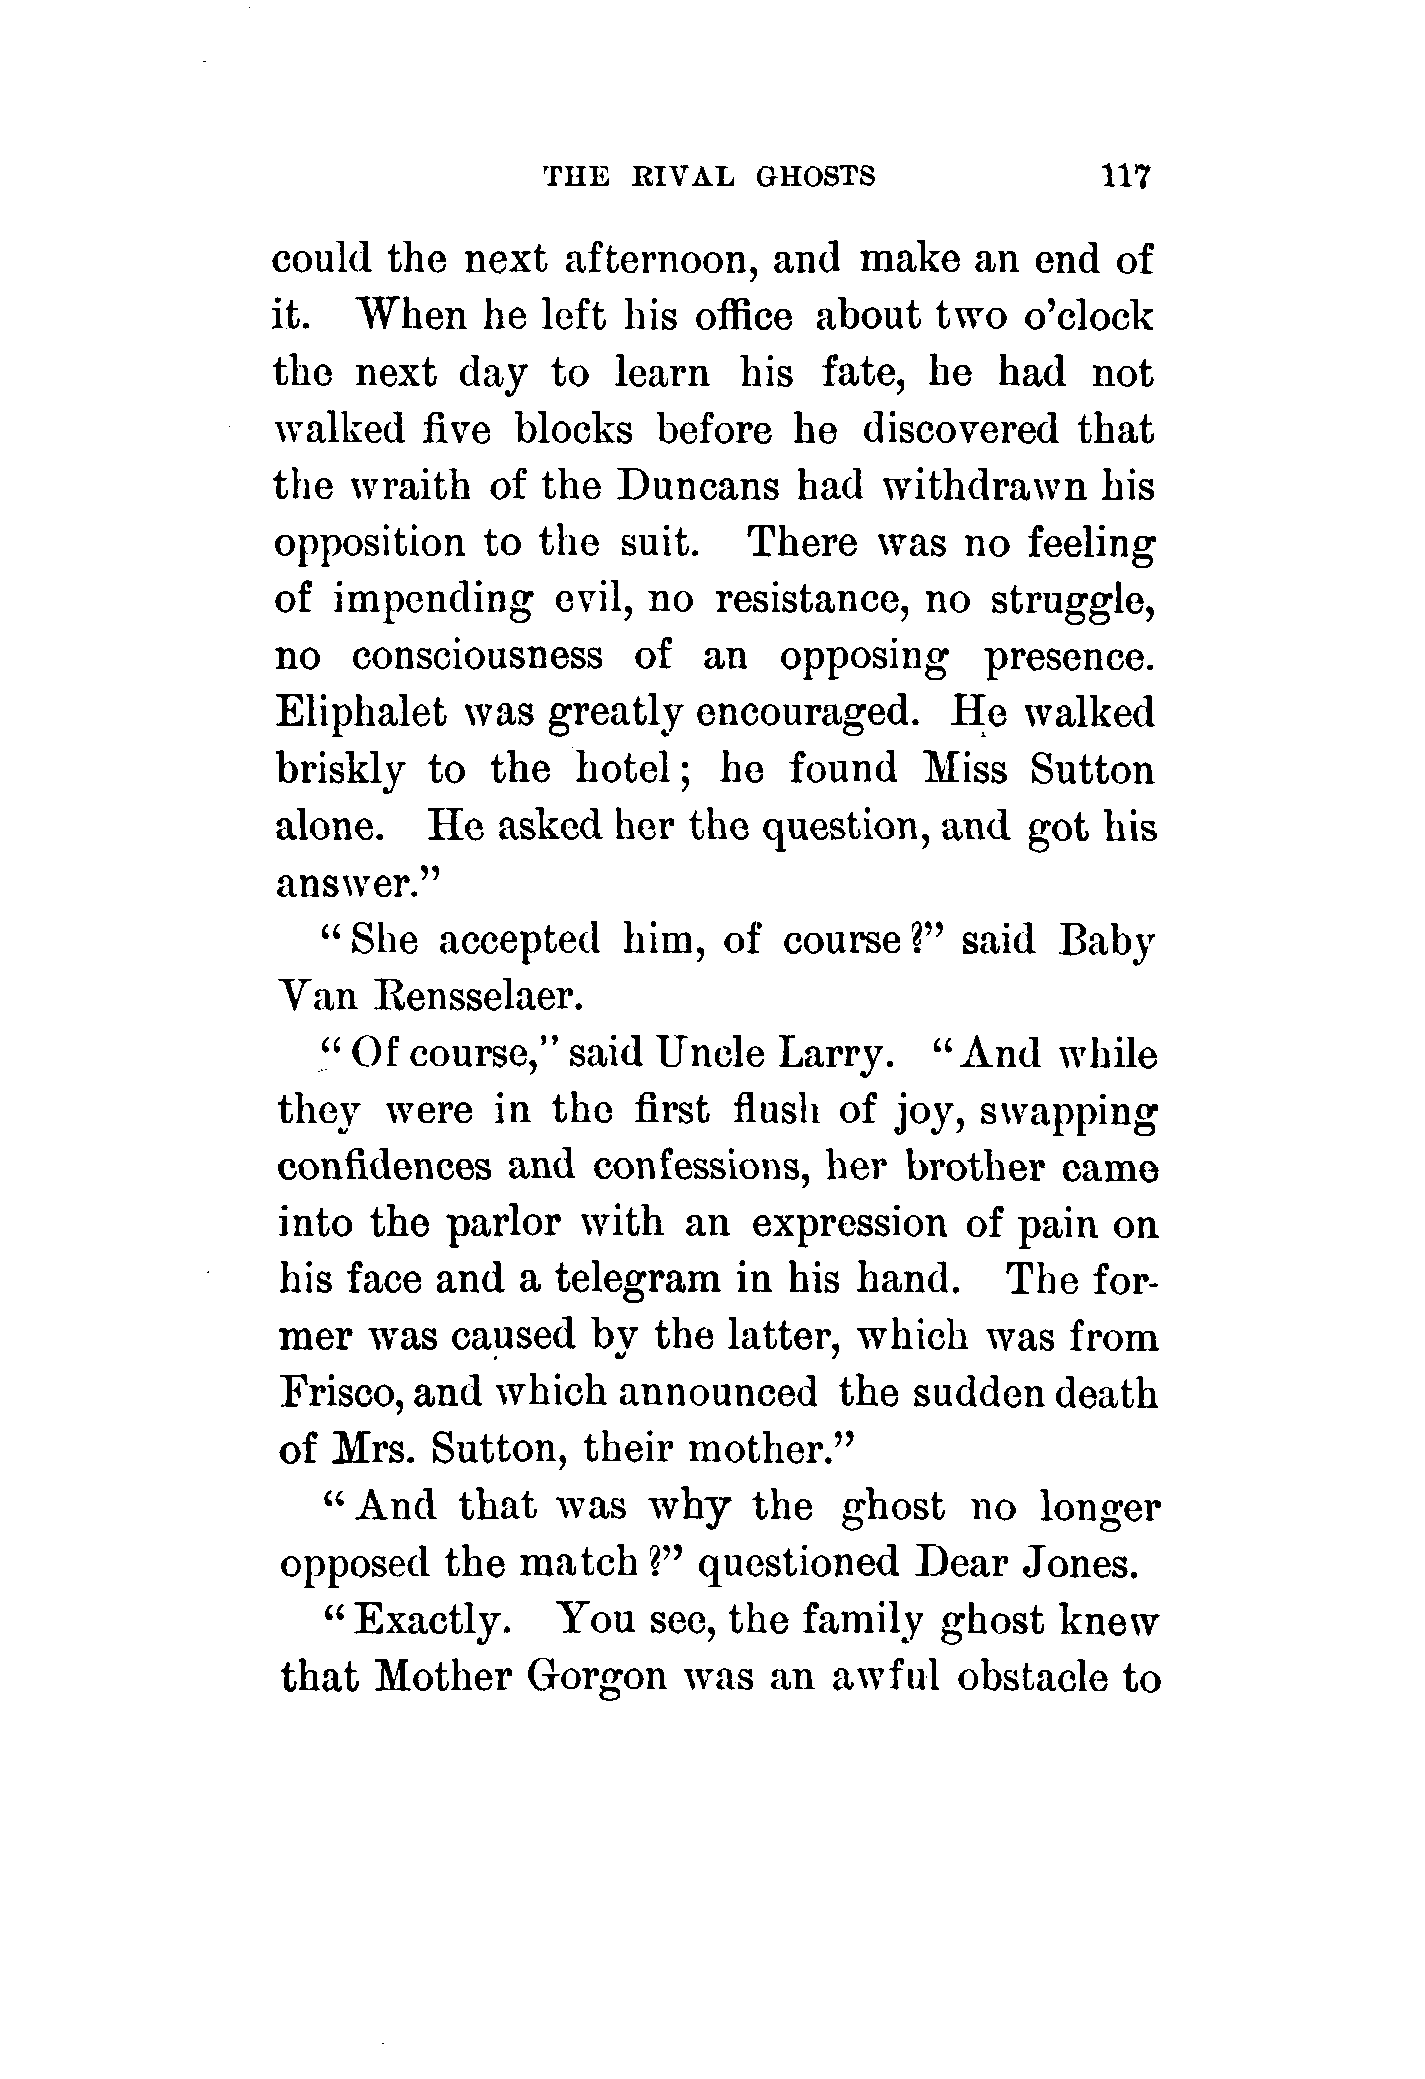 THE RIVAL GHOSTS 117
could the next afternoon, and make an end of
it. When he left his office about two o'clock
the next day to learn his fate, he had not
walked five blocks before he discovered that
the wraith of the Duncans had withdrawn his
opposition to the suit. There was no feeling
of impending evil, no resistance, no struggle,
no consciousness of an opposing presence.
Eliphalet was greatly encouraged. He walked
briskly to the hotel; he found Miss Sutton
alone. He asked her the question, and got his
answer."
"She accepted him, of course?" said Baby
Van Rensselaer.
"Of course," said Uncle Larry. "And while
they were in the first flush of joy, swapping
confidences and confessions, her brother came
into the parlor with an expression of pain on
his face and a telegram in his hand. The for-
mer was caused by the latter, which was from
Frisco, and which announced the sudden death
of Mrs. Sutton, their mother."
"And that was why the ghost no longer
opposed the match?" questioned Dear Jones.
"Exactly. You see, the family ghost knew
that Mother Gorgon was an awful obstacle to